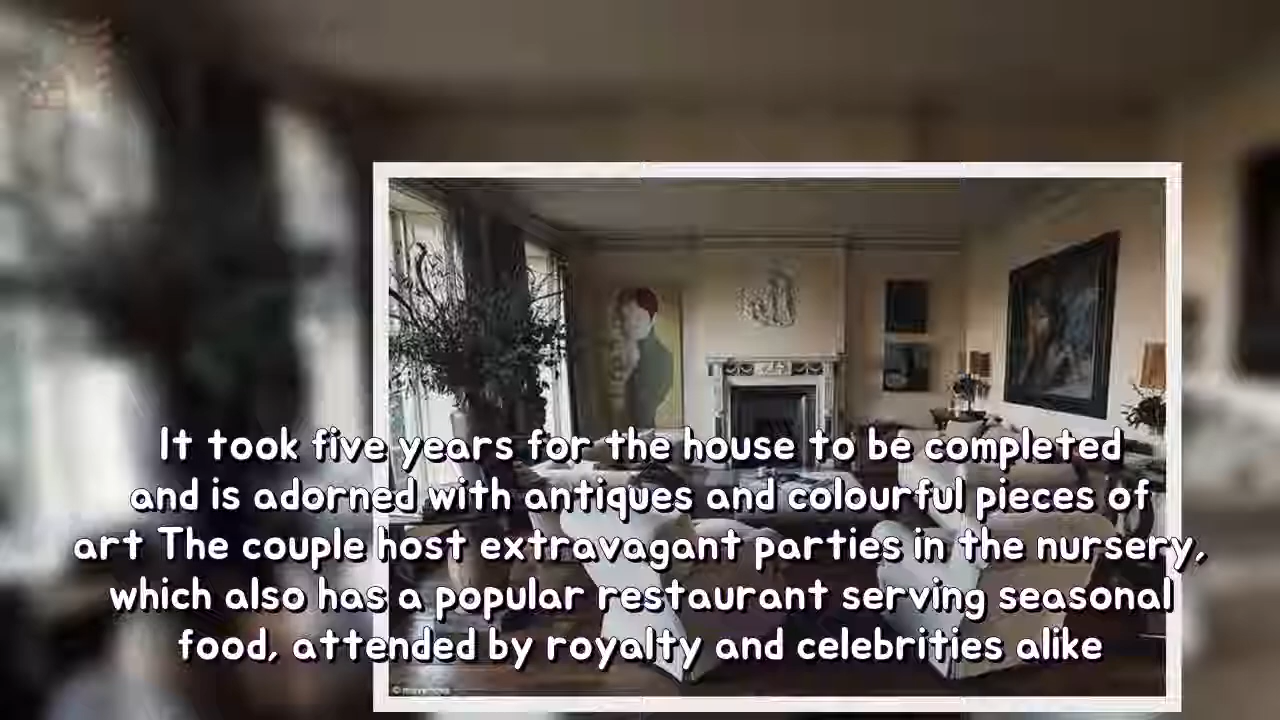 It took five years for the house to be completed
and is adorned with antiques and colourful pieces of
art The couple host extravagant parties in the nursery,
which also has a popular restaurant serving seasonal
food, attended by royalty and celebrities alike